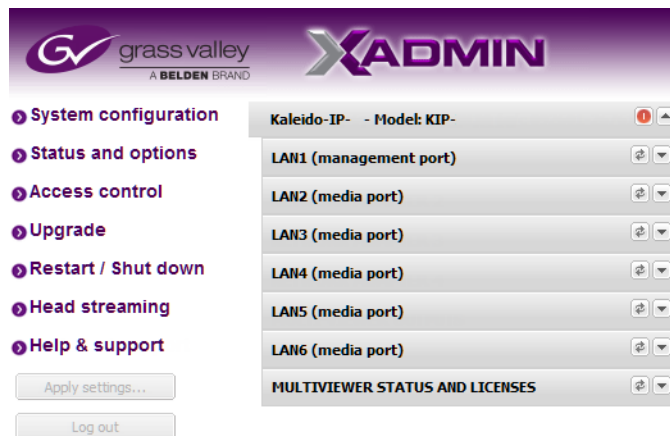 GV grass valley
A BELDEN BRAND
XADMIN
System configuration
Status and options
Access control
Upgrade
Restart / Shut down
Head streaming
Help & support
Apply settings...
Log out
Kaleido-IP- - Model: KIP-
LAN1 (management port)
LAN2 (media port)
LAN3 (media port)
LAN4 (media port)
LAN5 (media port)
LAN6 (media port)
MULTIVIEWER STATUS AND LICENSES